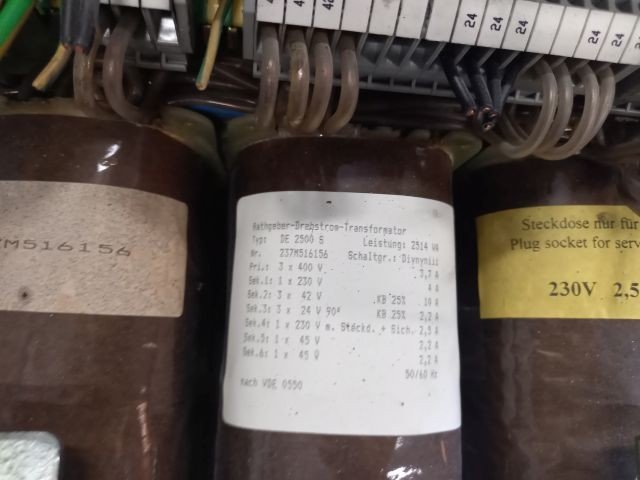 42
24
24
24
24
24
24
7M516156
Rathgeber-Drehstrom-Transformator
Typ: DE 2500 S Leistung: 2514 VA
Nr. 237M516156 Schaltgr.: Diynyniii
Pri.: 3 x 400 V 3,7 A
Sek.1: 1 x 230 V 4 A
Sek.2: 3 x 42 V KB 25% 10 A
Sek.3: 3 x 24 V 90° KB 25% 2,2 A
Sek.4: 1 x 230 V m. Steckd. + Sich. 2,5 A
Sek.5: 1 x 45 V 2,2 A
Sek.6: 1 x 45 V 2,2 A
50/60 Hz
Nach VDE 0550
Steckdose nur für
Plug socket for serv
230V 2,5